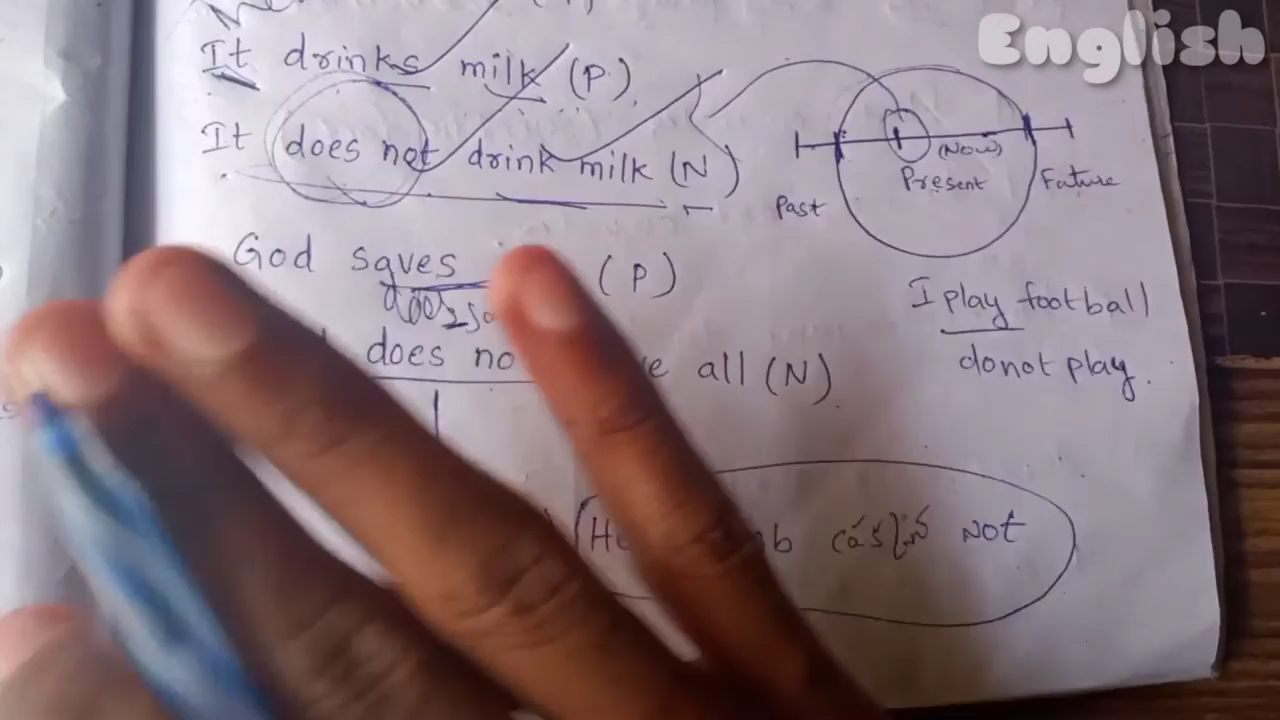 English
It drinks milk (P)
It does not drink milk (N)
(Now)
Present
Past
Future
God saves (P)
does
does all (N)
I play football
donot play.
Not